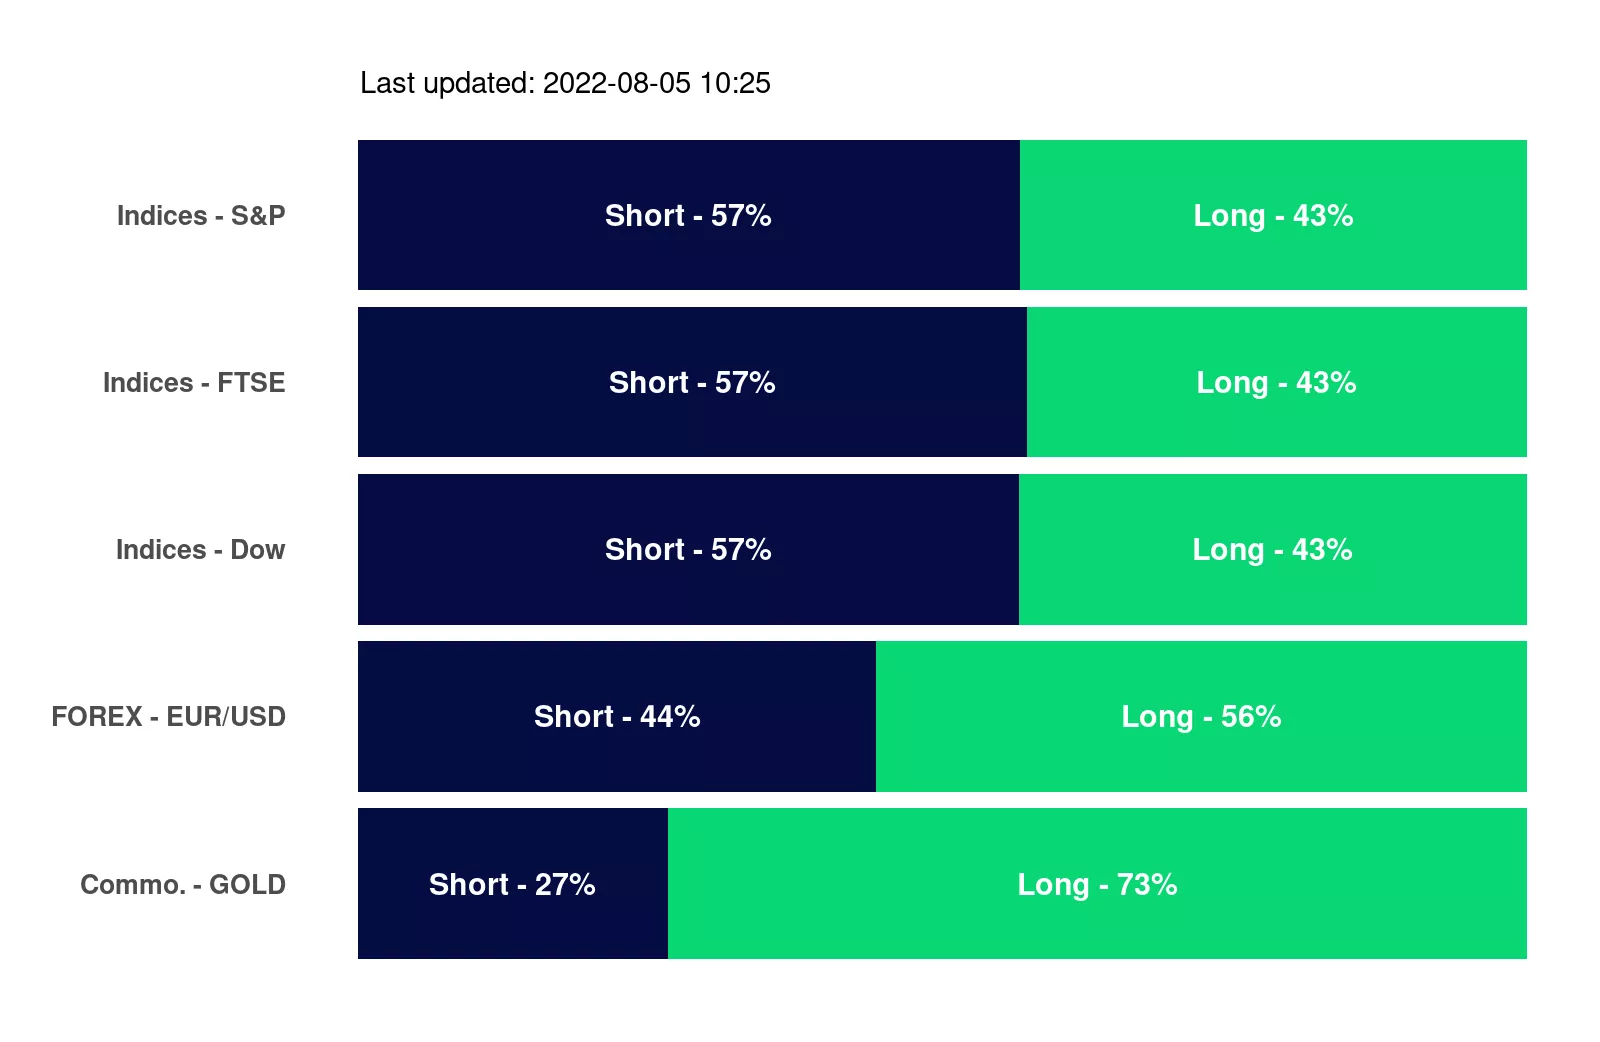 Last updated: 2022-08-05 10:25
Indices - S&P Short - 57% Long - 43%
Indices - FTSE Short - 57% Long - 43%
Indices - Dow Short - 57% Long - 43%
FOREX - EUR/USD Short - 44% Long - 56%
Commo. - GOLD Short - 27% Long - 73%